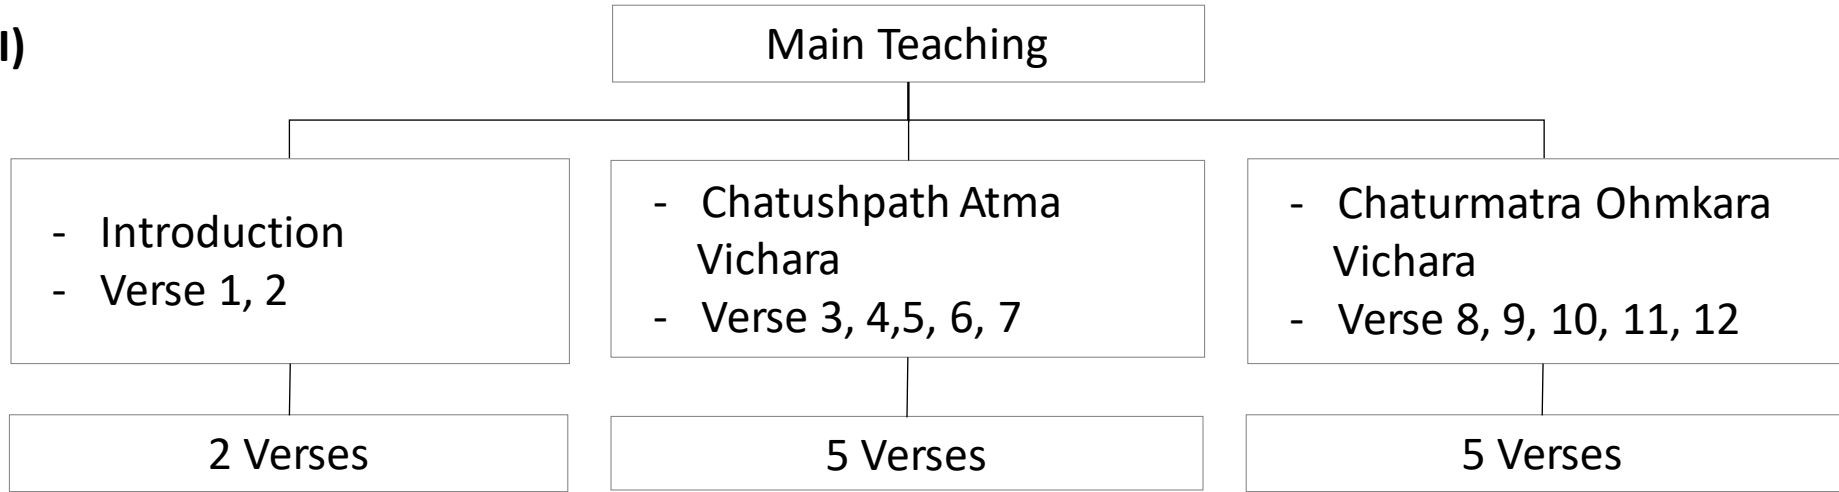 I)
Main Teaching
- Introduction
- Verse 1, 2
- Chatushpath Atma
Vichara
- Verse 3, 4,5, 6, 7
- Chaturmatra Ohmkara
Vichara
- Verse 8, 9, 10, 11, 12
2 Verses
5 Verses
5 Verses